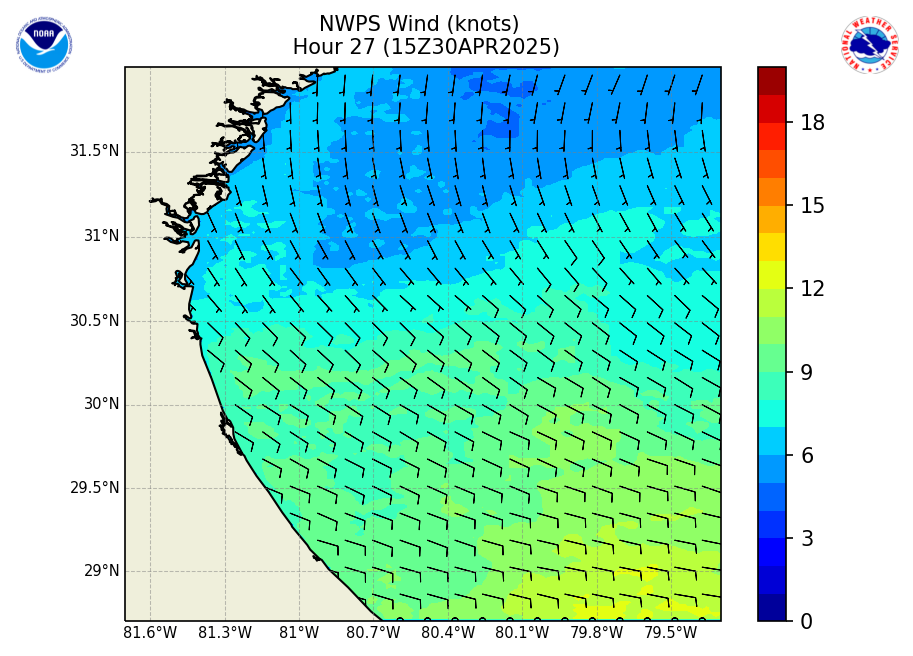 NWPS Wind (knots)
Hour 27 (15Z30APR2025)
NOAA
NATIONAL WEATHER SERVICE
31.5°N
31°N
30.5°N
30°N
29.5°N
29°N
81.6°W 81.3°W 81°W 80.7°W 80.4°W 80.1°W 79.8°W 79.5°W
18
15
12
9
6
3
0